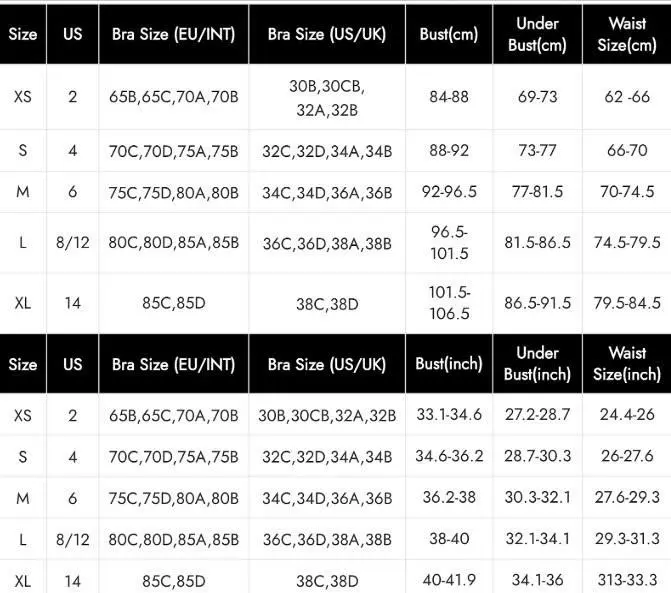 Size US Bra Size (EU/INT) Bra Size (US/UK) Bust(cm) Under Bust(cm) Waist Size(cm)
XS 2 65B,65C,70A,70B 30B,30CB, 32A,32B 84-88 69-73 62 -66
S 4 70C,70D,75A,75B 32C,32D,34A,34B 88-92 73-77 66-70
M 6 75C,75D,80A,80B 34C,34D,36A,36B 92-96.5 77-81.5 70-74.5
L 8/12 80C,80D,85A,85B 36C,36D,38A,38B 96.5-101.5 81.5-86.5 74.5-79.5
XL 14 85C,85D 38C,38D 101.5-106.5 86.5-91.5 79.5-84.5
Size US Bra Size (EU/INT) Bra Size (US/UK) Bust(inch) Under Bust(inch) Waist Size(inch)
XS 2 65B,65C,70A,70B 30B,30CB,32A,32B 33.1-34.6 27.2-28.7 24.4-26
S 4 70C,70D,75A,75B 32C,32D,34A,34B 34.6-36.2 28.7-30.3 26-27.6
M 6 75C,75D,80A,80B 34C,34D,36A,36B 36.2-38 30.3-32.1 27.6-29.3
L 8/12 80C,80D,85A,85B 36C,36D,38A,38B 38-40 32.1-34.1 29.3-31.3
XL 14 85C,85D 38C,38D 40-41.9 34.1-36 313-33.3